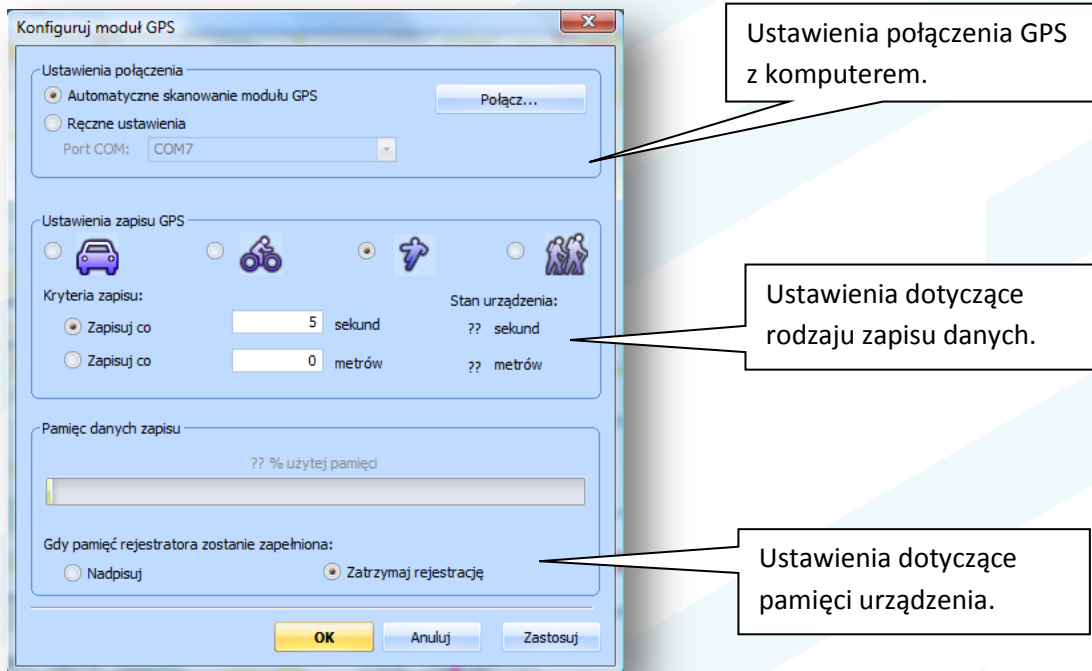 Konfiguruj moduł GPS
Ustawienia połączenia
Automatyczne skanowanie modułu GPS
Połącz...
Ręczne ustawienia
Port COM: COM7
Ustawienia zapisu GPS
Kryteria zapisu:
Stan urządzenia:
Zapisuj co 5 sekund
?? sekund
Zapisuj co 0 metrów
?? metrów
Pamięc danych zapisu
?? % użytej pamięci
Gdy pamięć rejestratora zostanie zapełniona:
Nadpisuj
Zatrzymaj rejestrację
OK
Anuluj
Zastosuj
Ustawienia połączenia GPS
z komputerem.
Ustawienia dotyczące
rodzaju zapisu danych.
Ustawienia dotyczące
pamięci urządzenia.